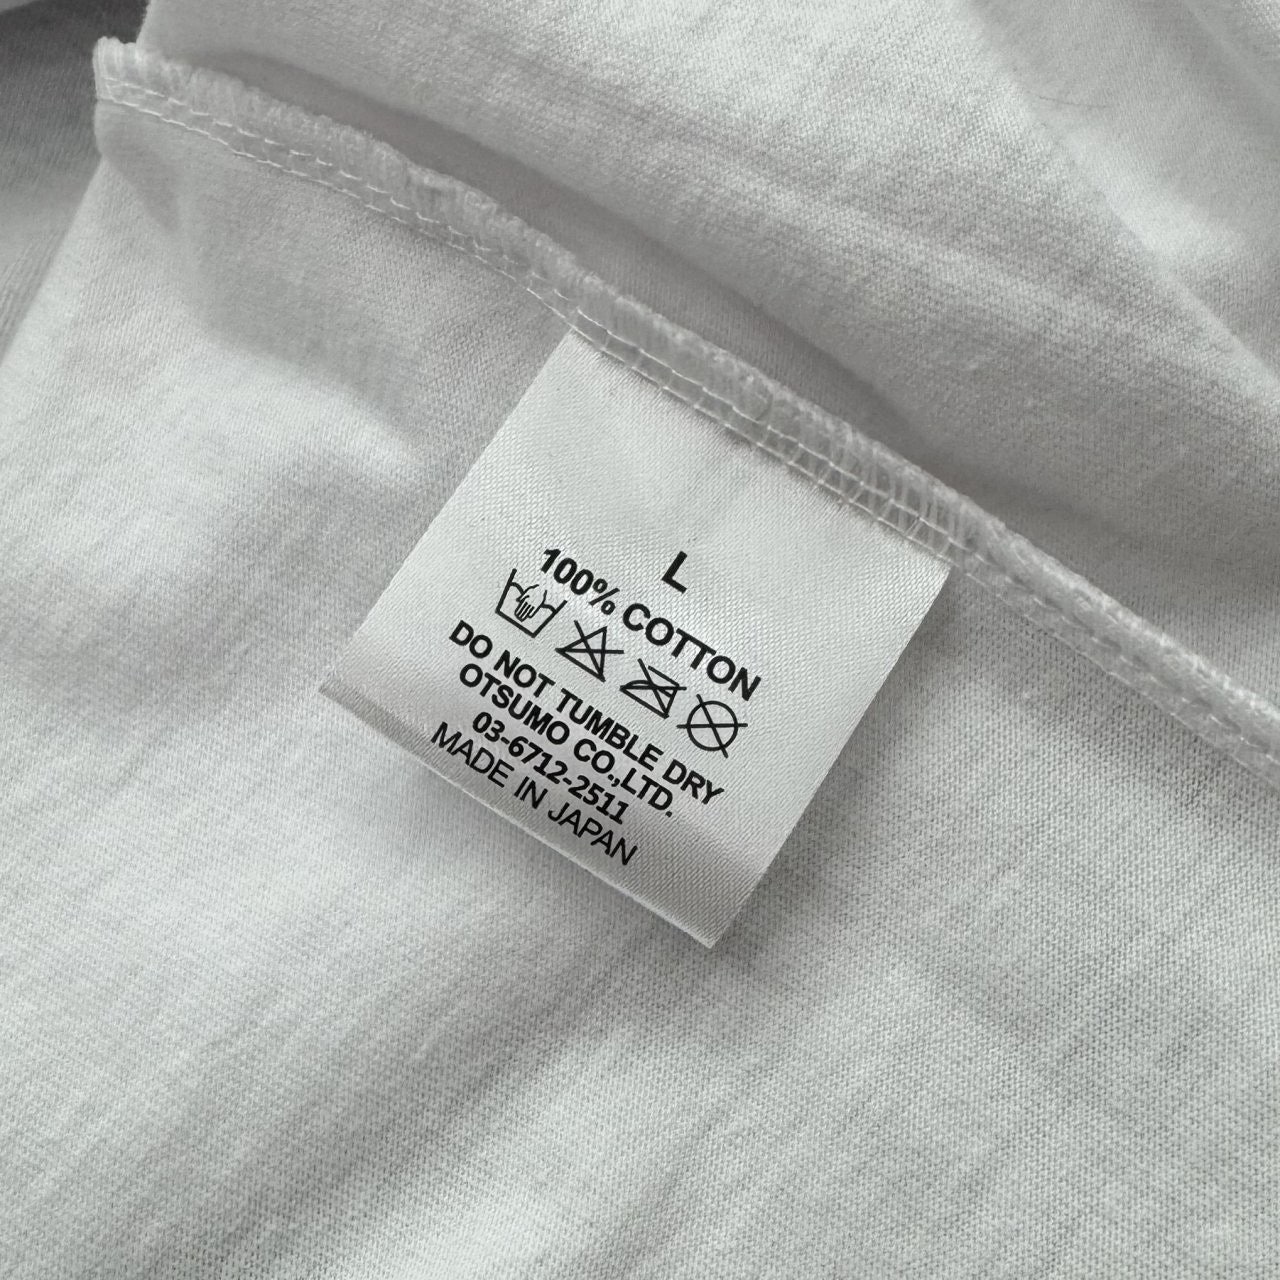 L
100% COTTON
DO NOT TUMBLE DRY
OTSUMO CO.,LTD.
03-6712-2511
MADE IN JAPAN